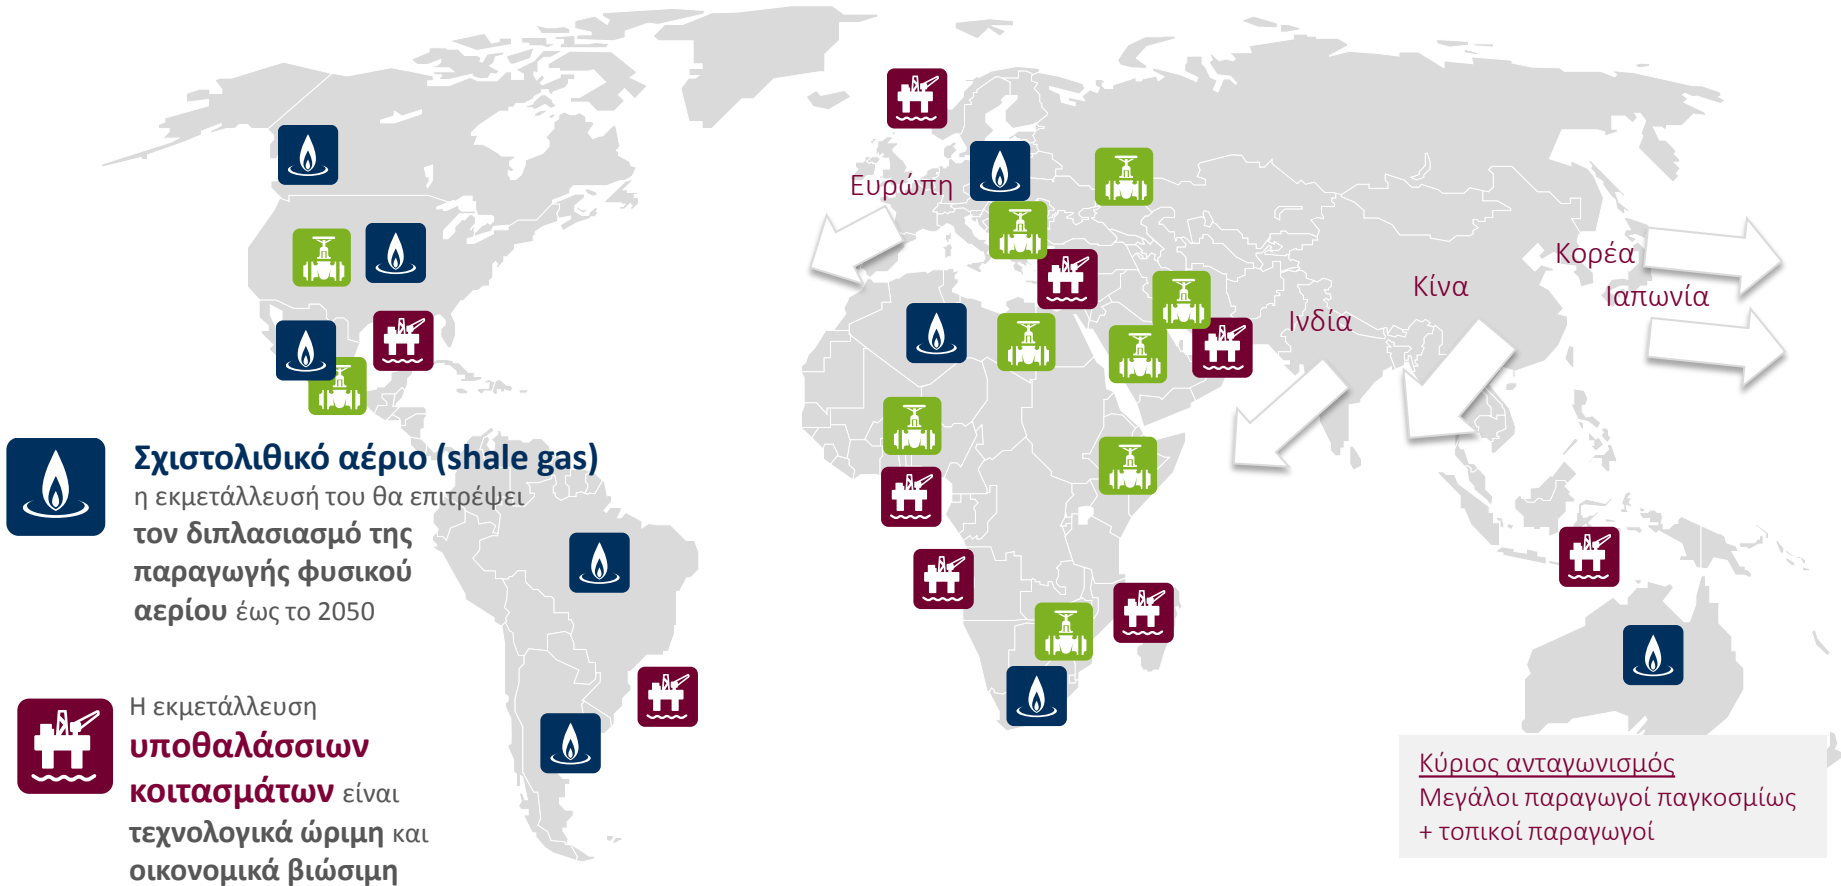 Ευρώπη
Κορέα
Κίνα
Ιαπωνία
Ινδία
Σχιστολιθικό αέριο (shale gas)
η εκμετάλλευσή του θα επιτρέψει
τον διπλασιασμό της
παραγωγής φυσικού
αερίου έως το 2050
Η εκμετάλλευση
υποθαλάσσιων
κοιτασμάτων είναι
τεχνολογικά ώριμη και
οικονομικά βιώσιμη
Κύριος ανταγωνισμός
Μεγάλοι παραγωγοί παγκοσμίως
+ τοπικοί παραγωγοί